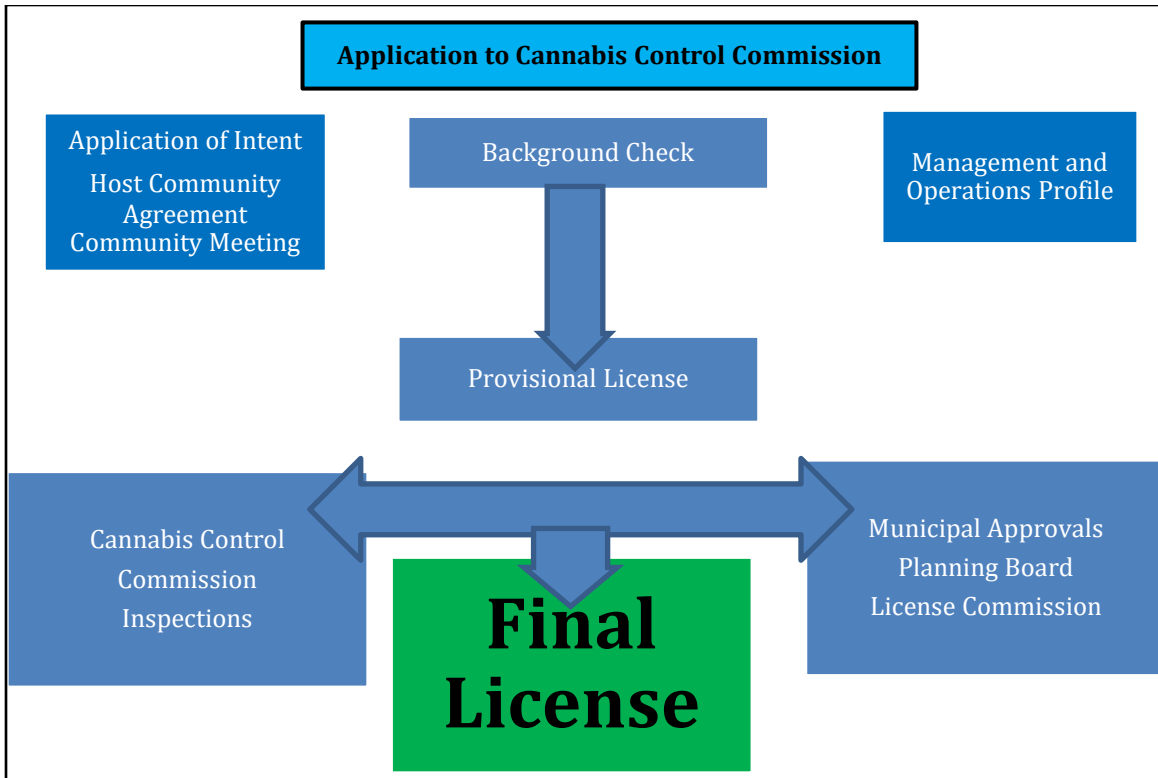 Application to Cannabis Control Commission
Application of Intent
Host Community
Agreement
Community Meeting
Background Check
Management and
Operations Profile
Provisional License
Cannabis Control
Commission
Inspections
Municipal Approvals
Planning Board
License Commission
Final
License